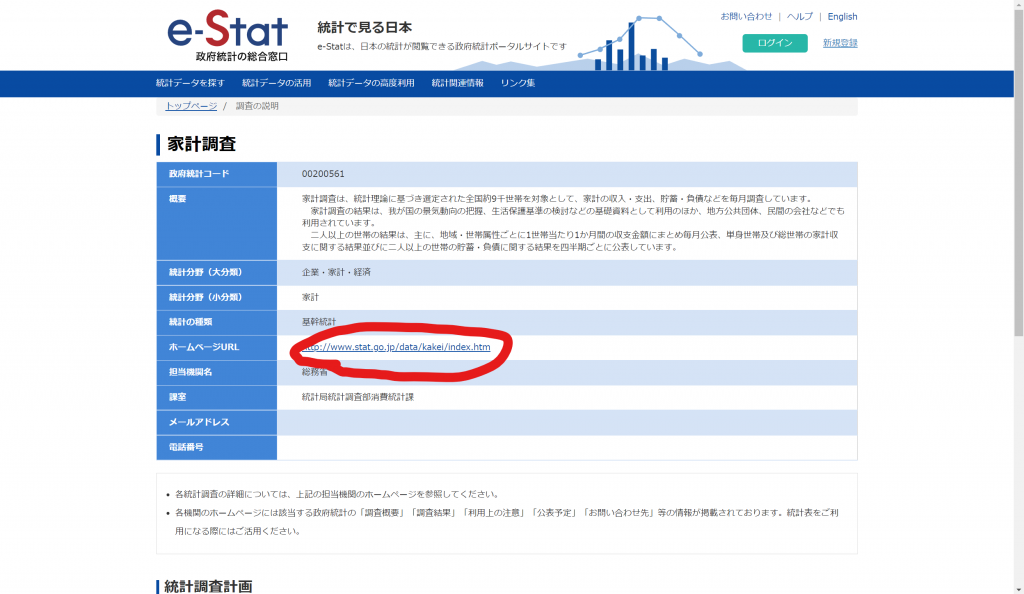 e-Stat
政府統計の総合窓口
統計で見る日本
e-Statは、日本の統計が閲覧できる政府統計ポータルサイトです
お問い合わせ | ヘルプ | English
ログイン 新規登録
統計データを探す 統計データの活用 統計データの高度利用 統計関連情報 リンク集
トップページ / 調査の説明
家計調査
政府統計コード 00200561
概要 家計調査は、統計理論に基づき選定された全国約9千世帯を対象として、家計の収入・支出、貯蓄・負債などを毎月調査しています。
家計調査の結果は、我が国の景気動向の把握、生活保護基準の検討などの基礎資料として利用のほか、地方公共団体、民間の会社などでも
利用されています。
二人以上の世帯の結果は、主に、地域・世帯属性ごとに1世帯当たり1か月間の収支金額にまとめ毎月公表、単身世帯及び総世帯の家計収
支に関する結果並びに二人以上の世帯の貯蓄・負債に関する結果を四半期ごとに公表しています。
統計分野（大分類） 企業・家計・経済
統計分野（小分類） 家計
統計の種類 基幹統計
ホームページURL http://www.stat.go.jp/data/kakei/index.htm
担当機関名 総務省
課室 統計局統計調査部消費統計課
メールアドレス
電話番号
• 各統計調査の詳細については、上記の担当機関のホームページを参照してください。
• 各機関のホームページには該当する政府統計の「調査概要」「調査結果」「利用上の注意」「公表予定」「お問い合わせ先」等の情報が掲載されております。統計表をご利
用になる際にはご活用ください。
統計調査計画